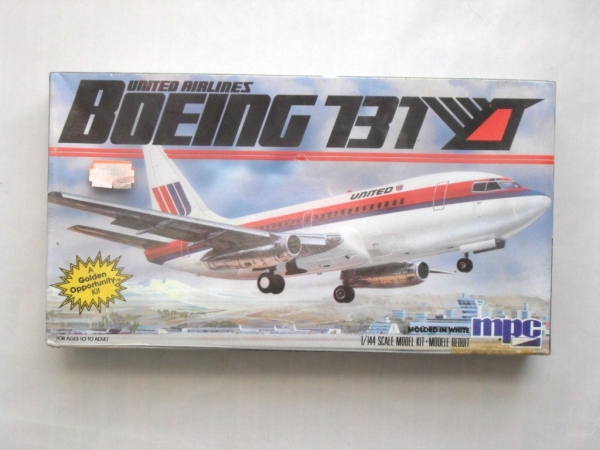 UNITED AIRLINES
BOEING 737
UNITED
A
Golden
Opportunity
Kit
MOLDED IN WHITE
mpc
FOR AGES 10 TO ADULT
1/144 SCALE MODEL KIT • MODELE REDUIT